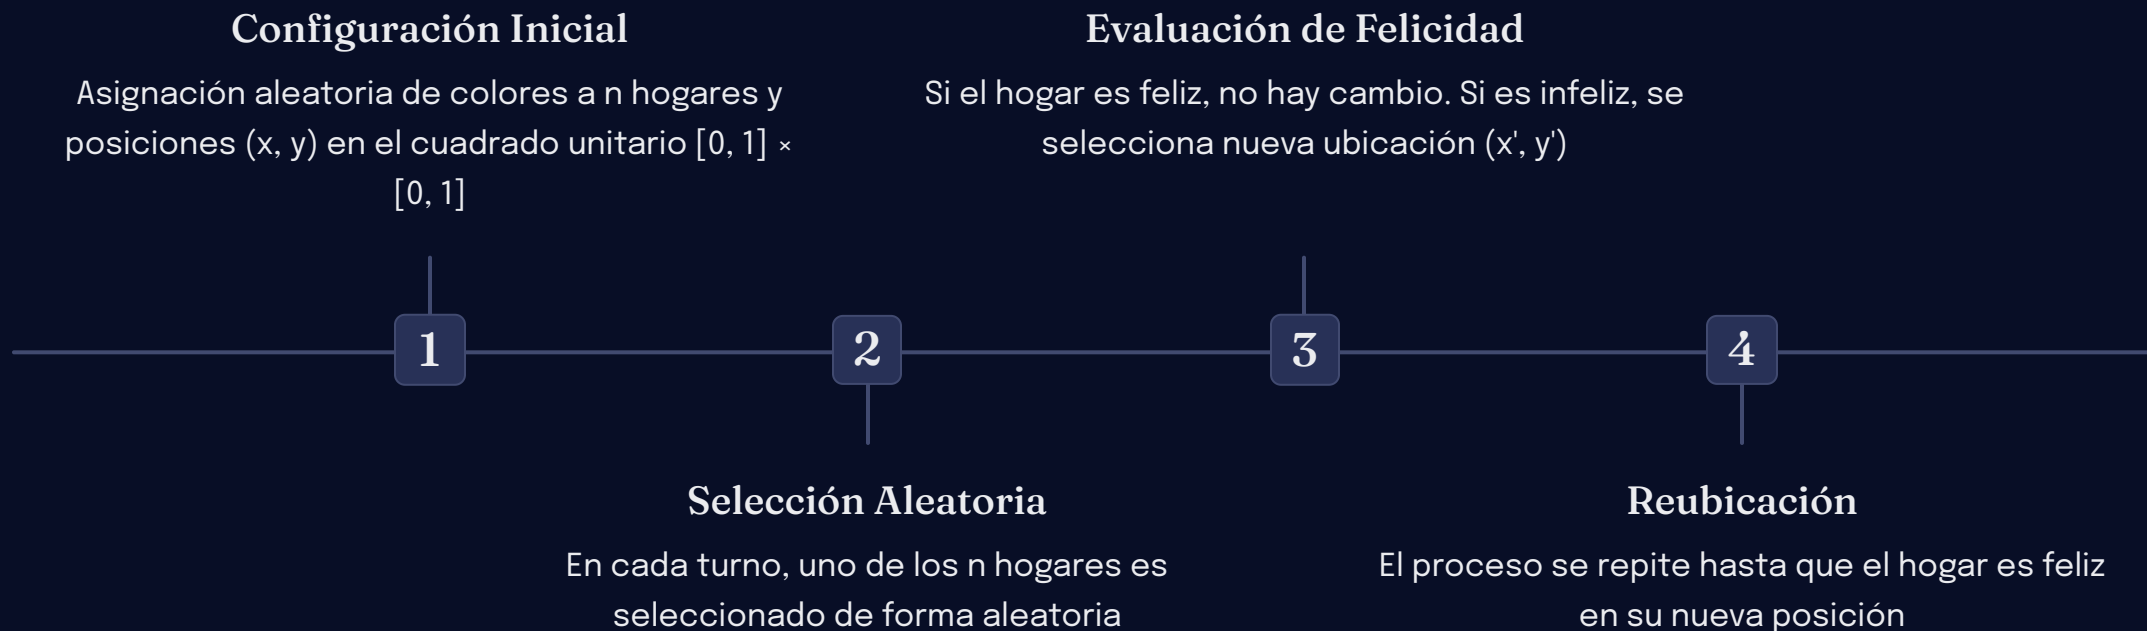 Configuración Inicial
Asignación aleatoria de colores a n hogares y
posiciones (x, y) en el cuadrado unitario [0, 1] ×
[0, 1]
1
Selección Aleatoria
En cada turno, uno de los n hogares es
seleccionado de forma aleatoria
2
Evaluación de Felicidad
Si el hogar es feliz, no hay cambio. Si es infeliz, se
selecciona nueva ubicación (x', y')
3
Reubicación
El proceso se repite hasta que el hogar es feliz
en su nueva posición
4